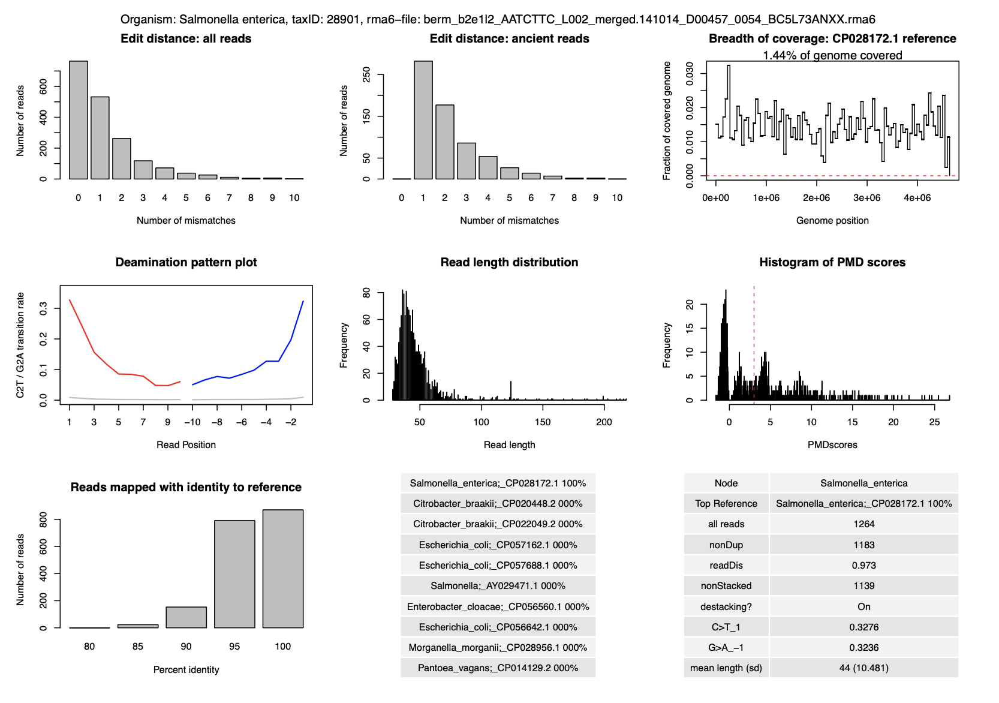 Organism: Salmonella enterica, taxID: 28901, rma6−file: berm_b2e1l2_AATCTTC_L002_merged.141014_D00457_0054_BC5L73ANXX.rma6
Edit distance: all reads
Number of reads
0 200 400 600
0 1 2 3 4 5 6 7 8 9 10
Number of mismatches
Edit distance: ancient reads
Number of reads
0 50 150 250
0 1 2 3 4 5 6 7 8 9 10
Number of mismatches
Breadth of coverage: CP028172.1 reference
1.44% of genome covered
Fraction of covered genome
0.000 0.010 0.020 0.030
0e+00 1e+06 2e+06 3e+06 4e+06
Genome position
Deamination pattern plot
C2T / G2A transition rate
0.0 0.1 0.2 0.3
1 3 5 7 9 −10 −8 −6 −4 −2
Read Position
Read length distribution
Frequency
0 20 40 60 80
50 100 150 200
Read length
Histogram of PMD scores
Frequency
0 5 10 15 20
0 5 10 15 20 25
PMDscores
Reads mapped with identity to reference
Number of reads
0 200 400 600 800
80 85 90 95 100
Percent identity
Salmonella_enterica;_CP028172.1 100%
Citrobacter_braakii;_CP020448.2 000%
Citrobacter_braakii;_CP022049.2 000%
Escherichia_coli;_CP057162.1 000%
Escherichia_coli;_CP057688.1 000%
Salmonella;_AY029471.1 000%
Enterobacter_cloacae;_CP056560.1 000%
Escherichia_coli;_CP056642.1 000%
Morganella_morganii;_CP028956.1 000%
Pantoea_vagans;_CP014129.2 000%
Node Salmonella_enterica
Top Reference Salmonella_enterica;_CP028172.1 100%
all reads 1264
nonDup 1183
readDis 0.973
nonStacked 1139
destacking? On
C>T_1 0.3276
G>A_−1 0.3236
mean length (sd) 44 (10.481)